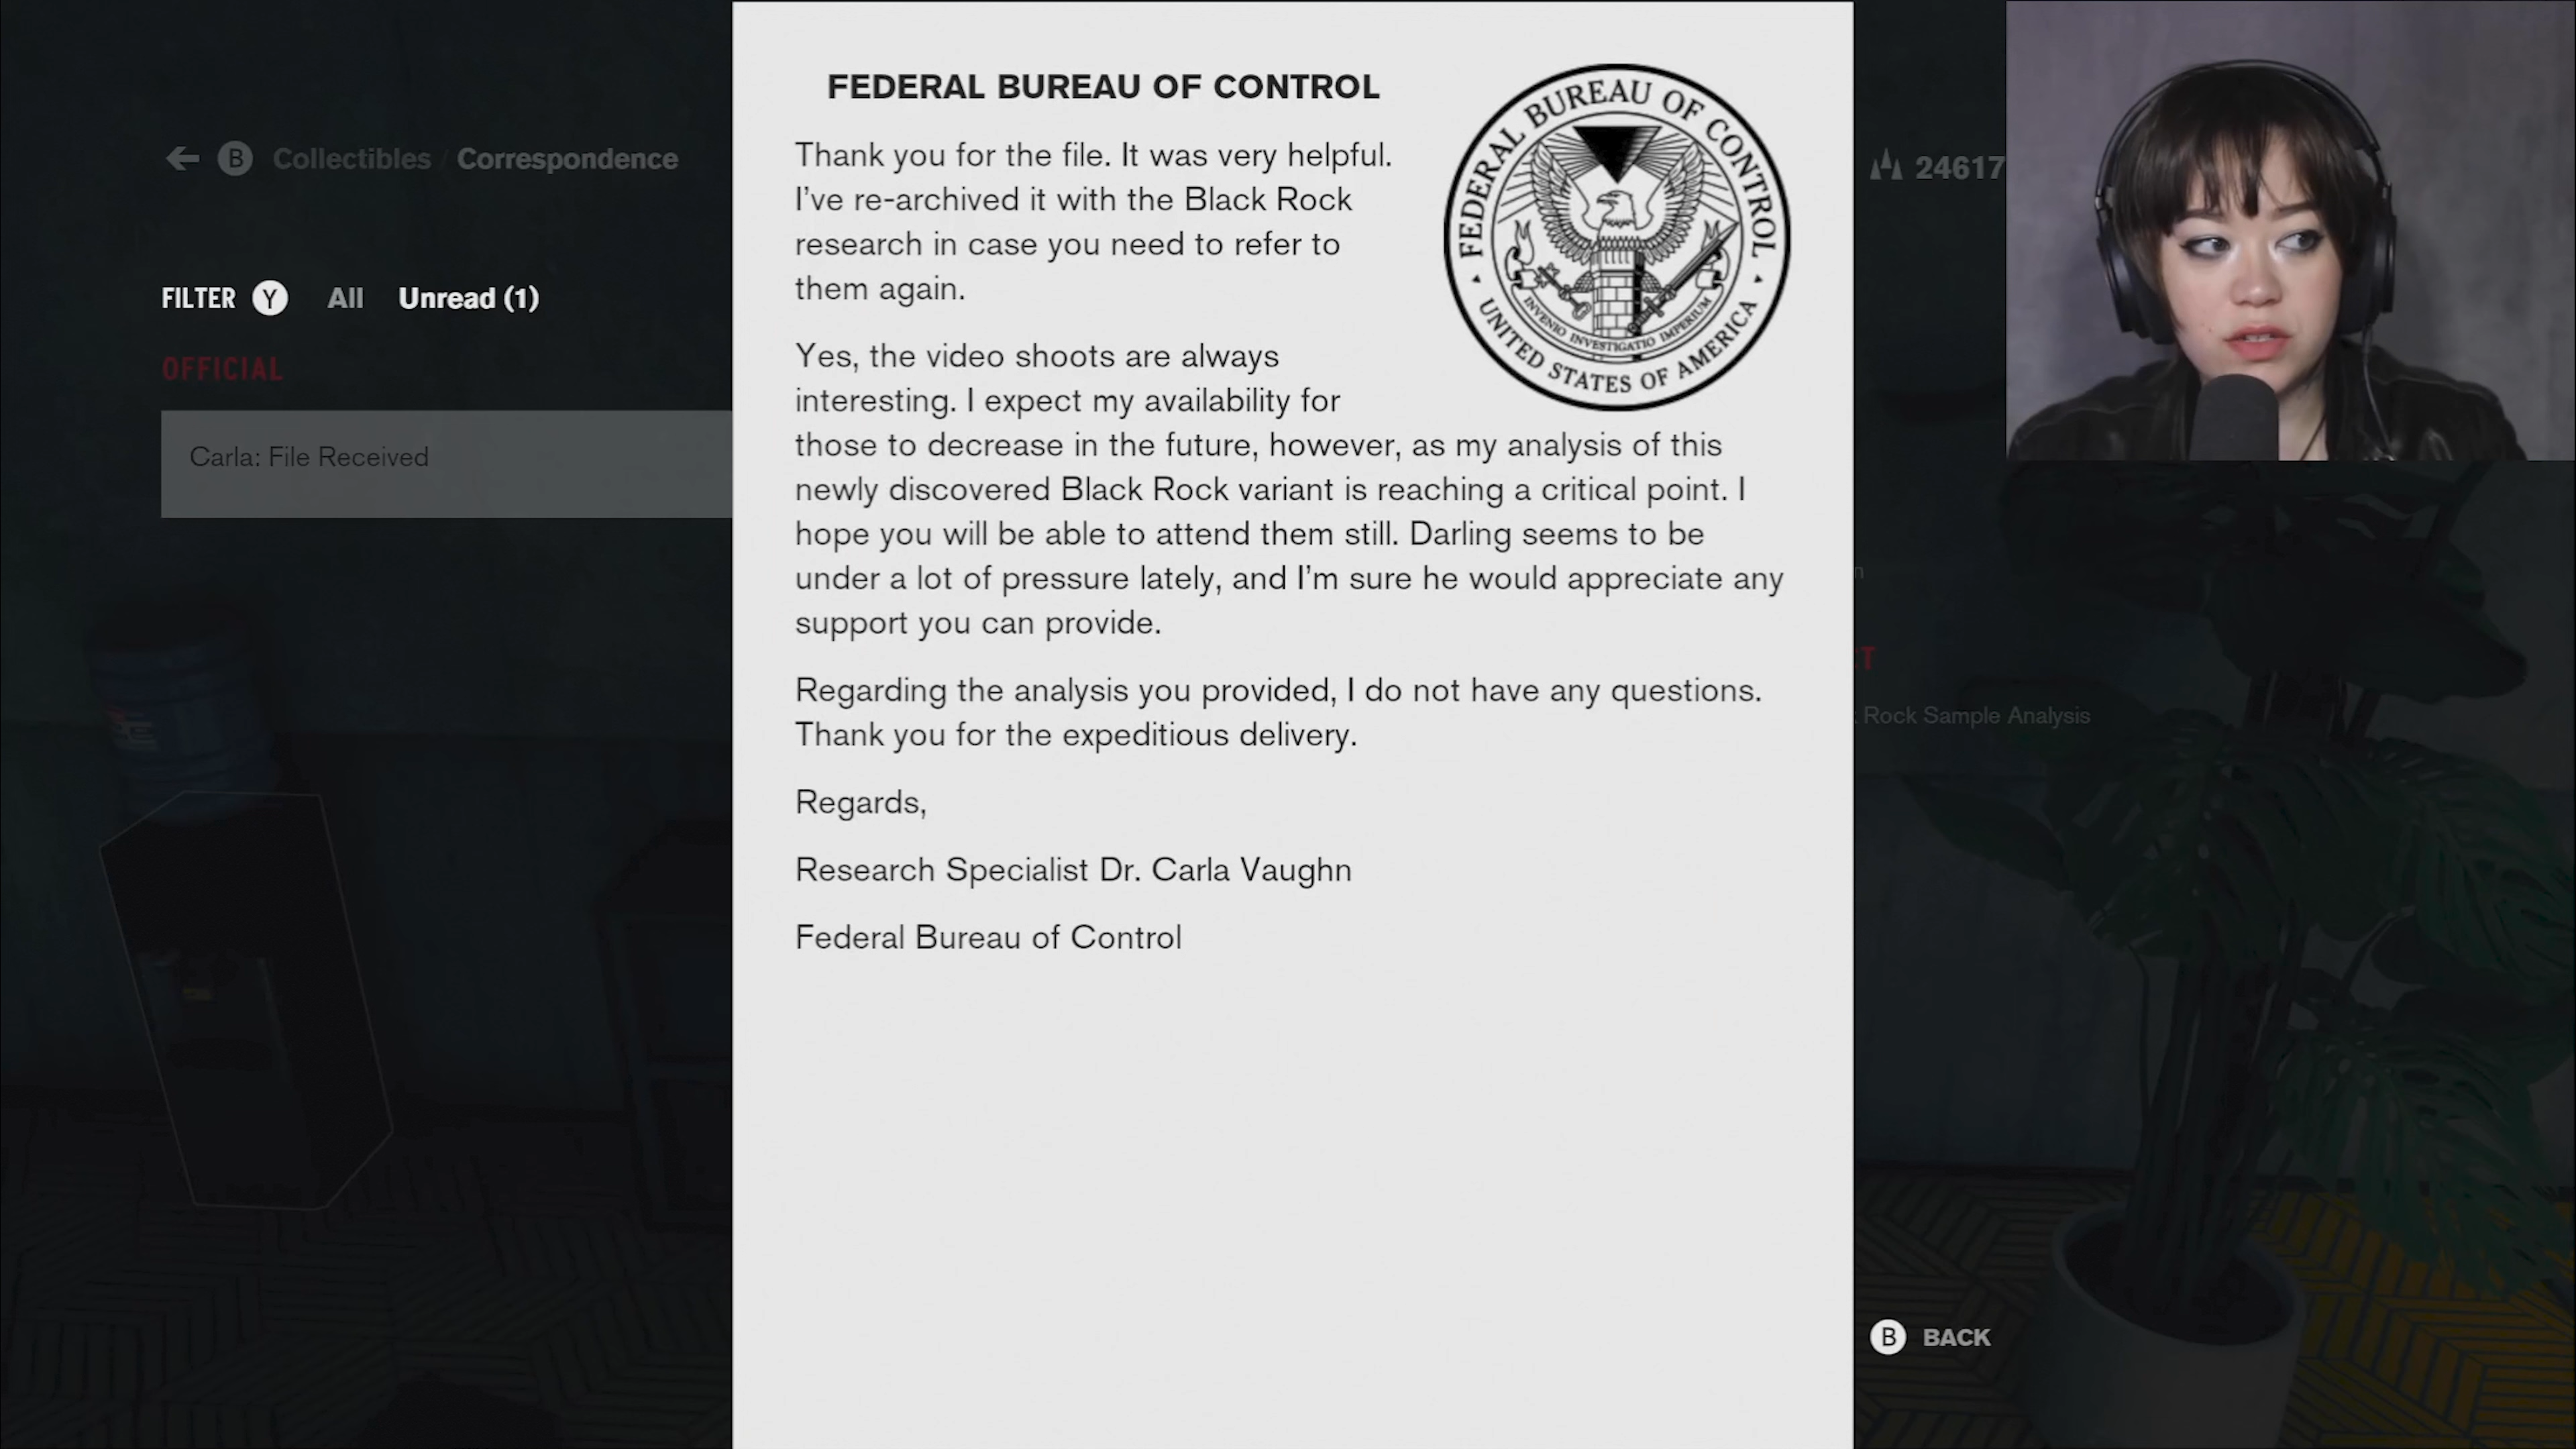 FEDERAL BUREAU OF CONTROL
FEDERAL BUREAU OF CONTROL
UNITED STATES OF AMERICA
INVENIO INVESTIGATIO IMPERIUM
B Collectibles / Correspondence
24617
FILTER Y All Unread (1)
OFFICIAL
Carla: File Received
Thank you for the file. It was very helpful.
I've re-archived it with the Black Rock
research in case you need to refer to
them again.
Yes, the video shoots are always
interesting. I expect my availability for
those to decrease in the future, however, as my analysis of this
newly discovered Black Rock variant is reaching a critical point. I
hope you will be able to attend them still. Darling seems to be
under a lot of pressure lately, and I'm sure he would appreciate any
support you can provide.
Regarding the analysis you provided, I do not have any questions.
Thank you for the expeditious delivery.
Regards,
Research Specialist Dr. Carla Vaughn
Federal Bureau of Control
Rock Sample Analysis
B BACK